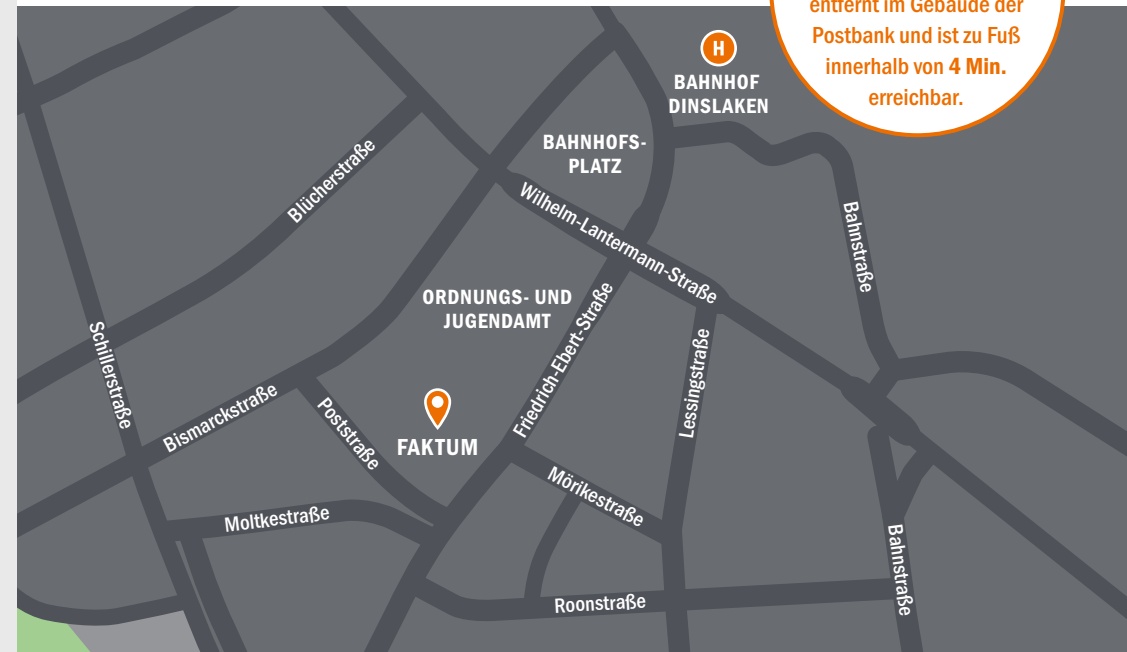 entfernt im Gebäude der
Postbank und ist zu Fuß
innerhalb von 4 Min.
erreichbar.
H
BAHNHOF
DINSLAKEN
BAHNHOFS-
PLATZ
Blücherstraße
Wilhelm-Lantermann-Straße
Bahnstraße
ORDNUNGS- UND
JUGENDAMT
Friedrich-Ebert-Straße
Schillerstraße
Lessingstraße
Bismarckstraße
Poststraße
FAKTUM
Mörikestraße
Moltkestraße
Bahnstraße
Roonstraße